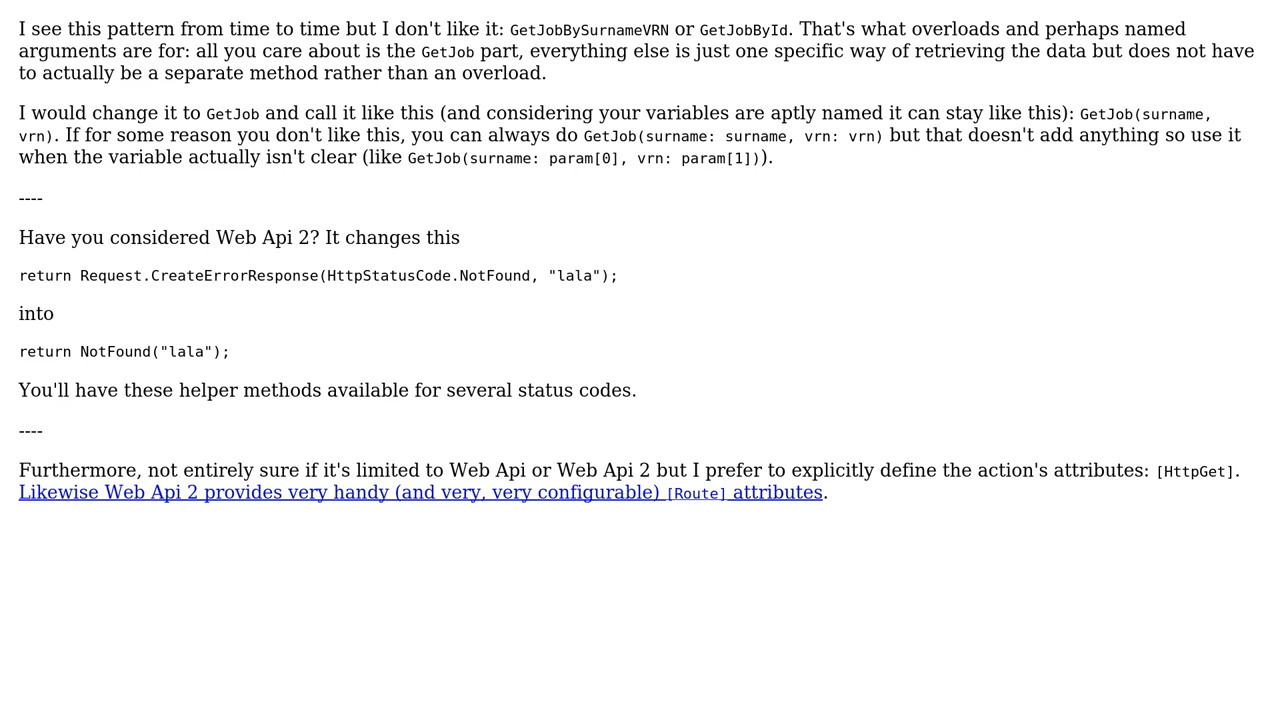 I see this pattern from time to time but I don't like it: GetJobBySurnameVRN or GetJobById. That's what overloads and perhaps named
arguments are for: all you care about is the GetJob part, everything else is just one specific way of retrieving the data but does not have
to actually be a separate method rather than an overload.
I would change it to GetJob and call it like this (and considering your variables are aptly named it can stay like this): GetJob(surname,
vrn). If for some reason you don't like this, you can always do GetJob(surname: surname, vrn: vrn) but that doesn't add anything so use it
when the variable actually isn't clear (like GetJob(surname: param[0], vrn: param[1])).
----
Have you considered Web Api 2? It changes this
return Request.CreateErrorResponse(HttpStatusCode.NotFound, "lala");
into
return NotFound("lala");
You'll have these helper methods available for several status codes.
----
Furthermore, not entirely sure if it's limited to Web Api or Web Api 2 but I prefer to explicitly define the action's attributes: [HttpGet].
Likewise Web Api 2 provides very handy (and very, very configurable) [Route] attributes.